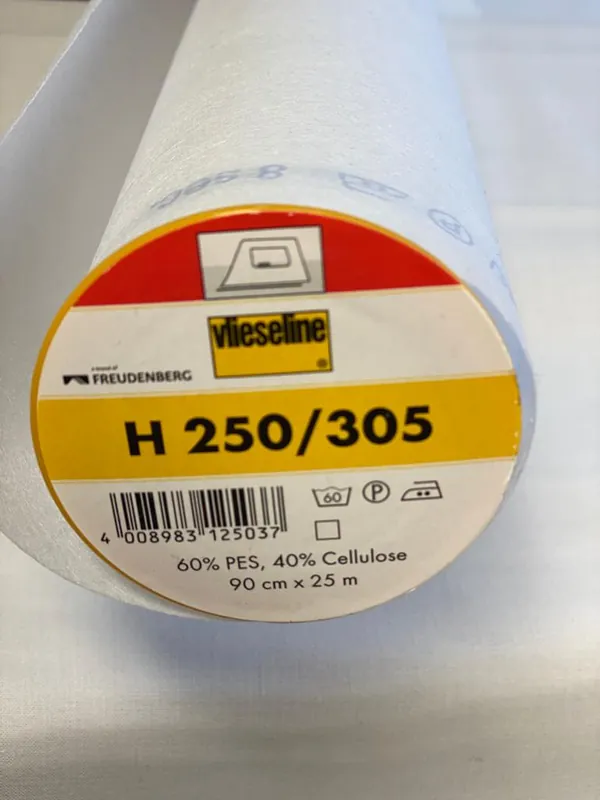 vlieseline
®
a brand of
FREUDENBERG
H 250/305
60 P
4 008983 125037
60% PES, 40% Cellulose
90 cm x 25 m